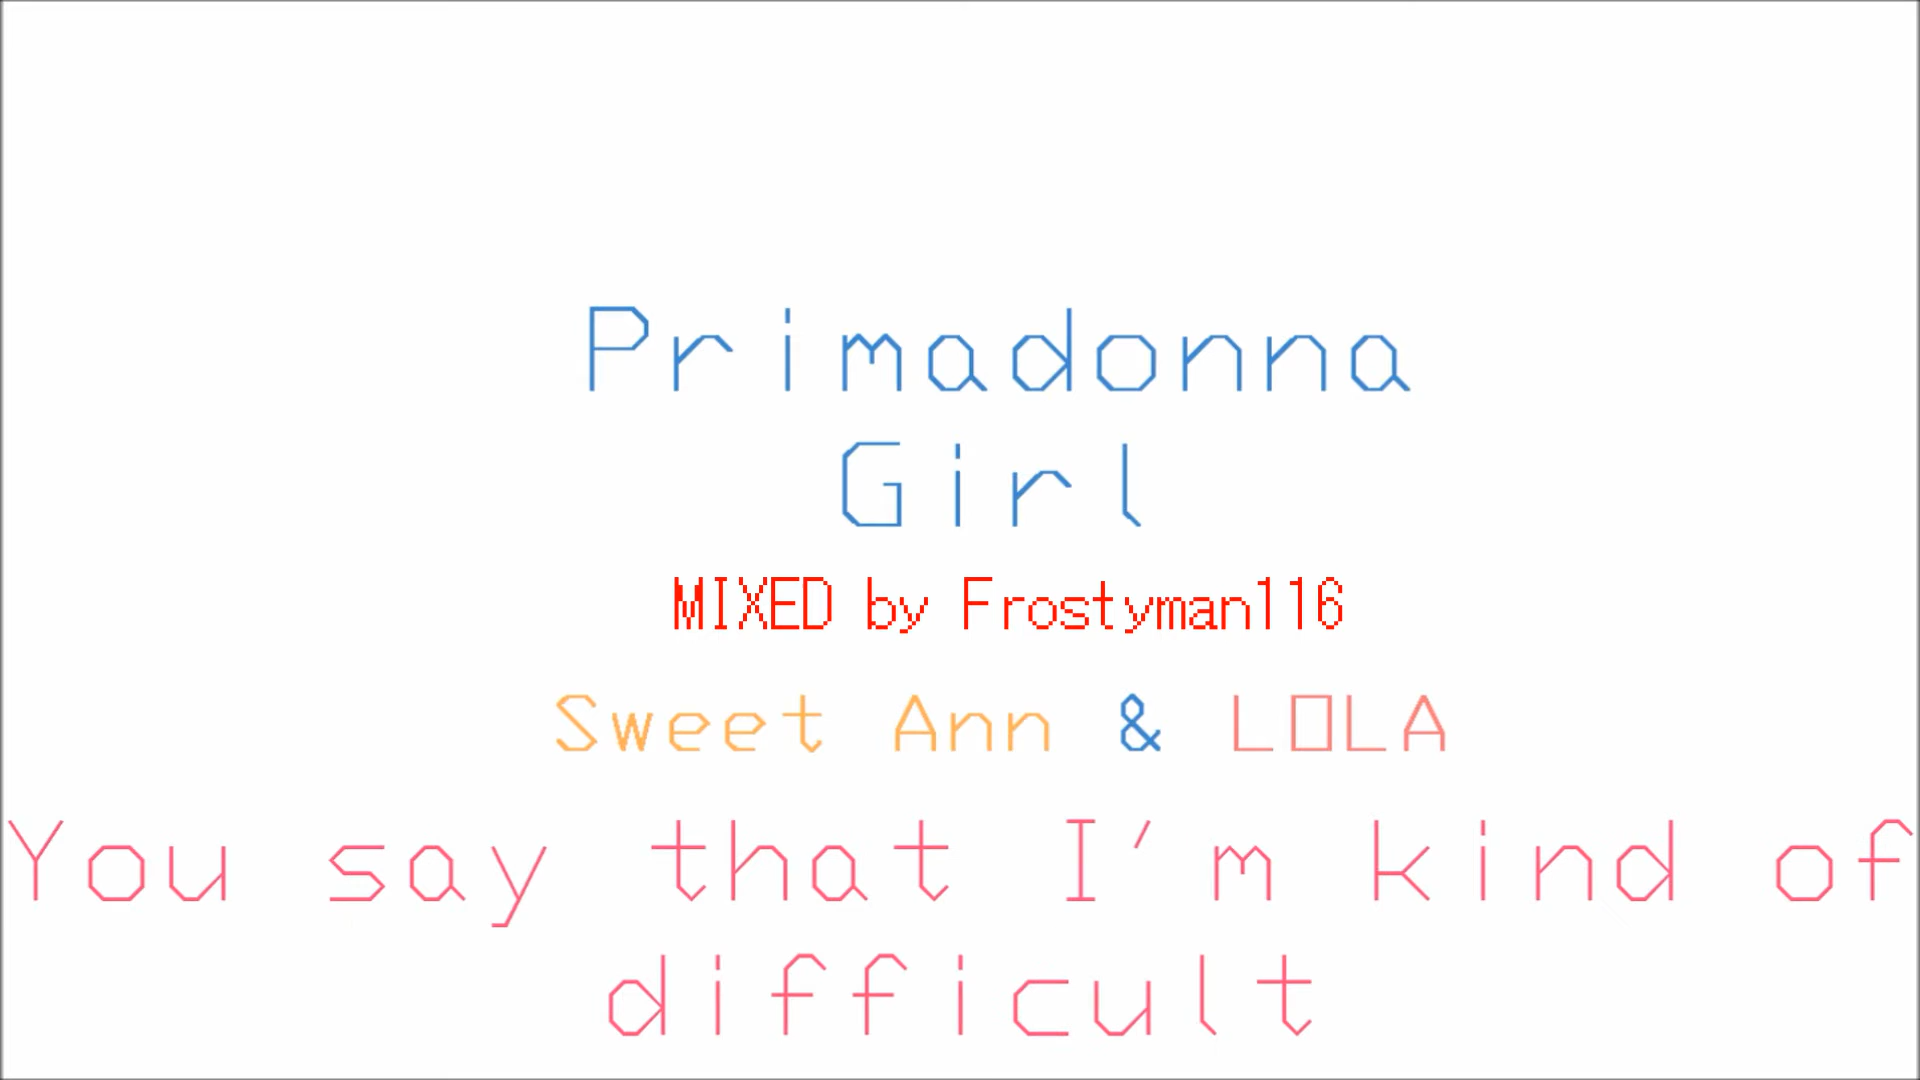 Primadonna
Girl
MIXED by Frostyman116
Sweet Ann & LOLA
You say that I'm kind of
difficult